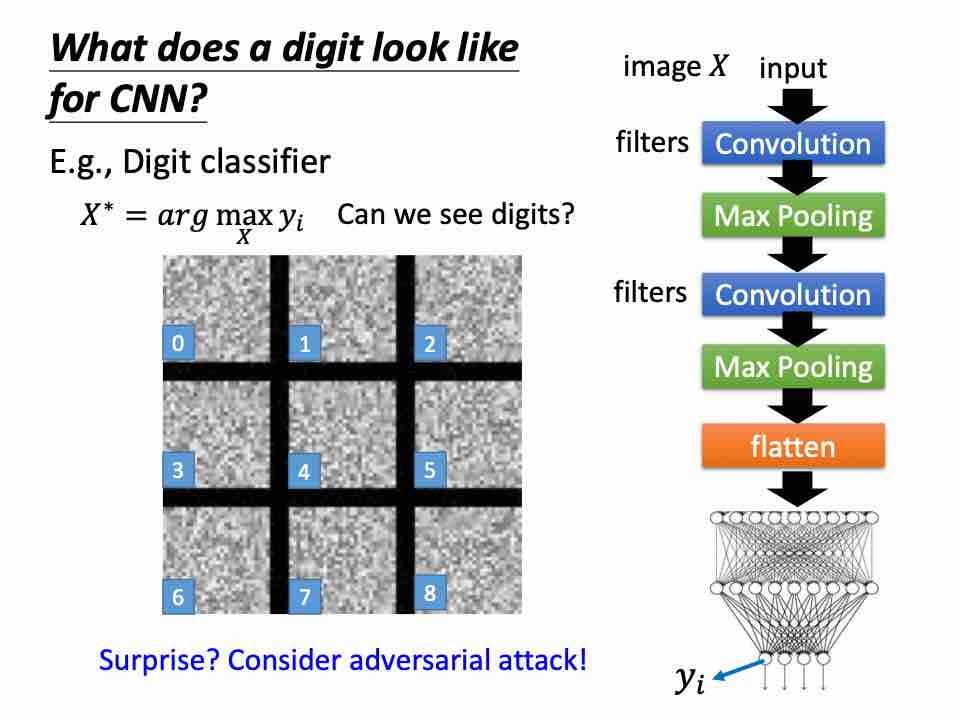 What does a digit look like
for CNN?
E.g., Digit classifier
X* = arg max y_i
X
Can we see digits?
0
1
2
3
4
5
6
7
8
Surprise? Consider adversarial attack!
image X
input
filters
Convolution
Max Pooling
filters
Convolution
Max Pooling
flatten
y_i